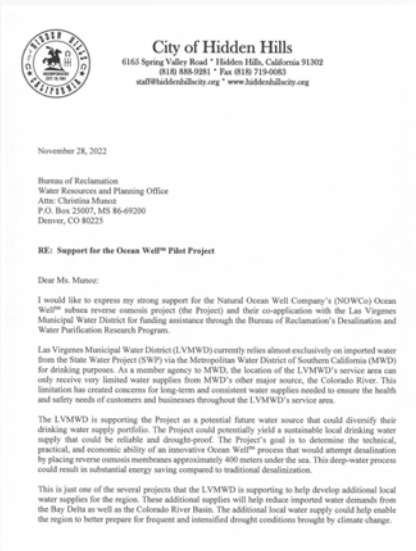 HIDDEN HILLS
INCORPORATED
CALIFORNIA
City of Hidden Hills
6165 Spring Valley Road * Hidden Hills, California 91302
(818) 888-9281 * Fax (818) 719-0083
staff@hiddenhillscity.org * www.hiddenhillscity.org
November 28, 2022
Bureau of Reclamation
Water Resources and Planning Office
Attn: Christina Munoz
P.O. Box 25007, MS 86-69200
Denver, CO 80225
RE: Support for the Ocean Well™ Pilot Project
Dear Ms. Munoz:
I would like to express my strong support for the Natural Ocean Well Company's (NOWCo) Ocean
Well™ subsea reverse osmosis project (the Project) and their co-application with the Las Virgenes
Municipal Water District for funding assistance through the Bureau of Reclamation's Desalination and
Water Purification Research Program.
Las Virgenes Municipal Water District (LVMWD) currently relies almost exclusively on imported water
from the State Water Project (SWP) via the Metropolitan Water District of Southern California (MWD)
for drinking purposes. As a member agency to MWD, the location of the LVMWD's service area can
only receive very limited water supplies from MWD's other major source, the Colorado River. This
limitation has created concerns for long-term and consistent water supplies needed to ensure the health
and safety needs of customers and businesses throughout the LVMWD's service area.
The LVMWD is supporting the Project as a potential future water source that could diversify their
drinking water supply portfolio. The Project could potentially yield a sustainable local drinking water
supply that could be reliable and drought-proof. The Project's goal is to determine the technical,
practical, and economic ability of an innovative Ocean Well™ process that would attempt desalination
by placing reverse osmosis membranes approximately 400 meters under the sea. This deep-water process
could result in substantial energy saving compared to traditional desalinization.
This is just one of the several projects that the LVMWD is supporting to help develop additional local
water supplies for the region. These additional supplies will help reduce imported water demands from
the Bay Delta as well as the Colorado River Basin. The additional local water supply could help enable
the region to better prepare for frequent and intensified drought conditions brought by climate change.